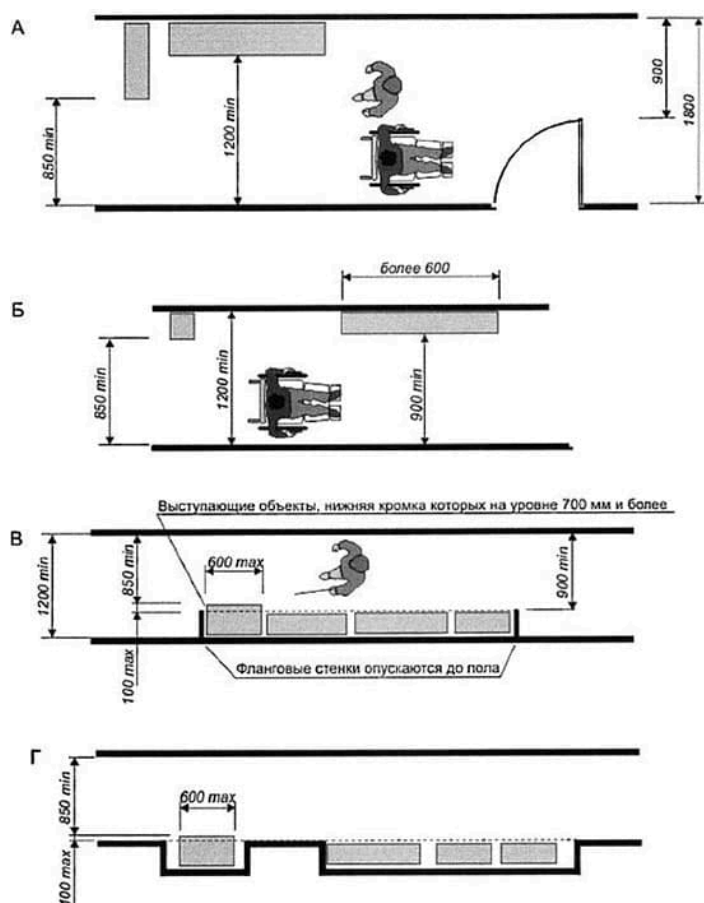 А
850 min
1200 min
900
1800
Б
более 600
850 min
1200 min
900 min
Выступающие объекты, нижняя кромка которых на уровне 700 мм и более
В
1200 min
850 min
600 max
900 min
100 max
Фланговые стенки опускаются до пола
Г
850 min
600 max
100 max